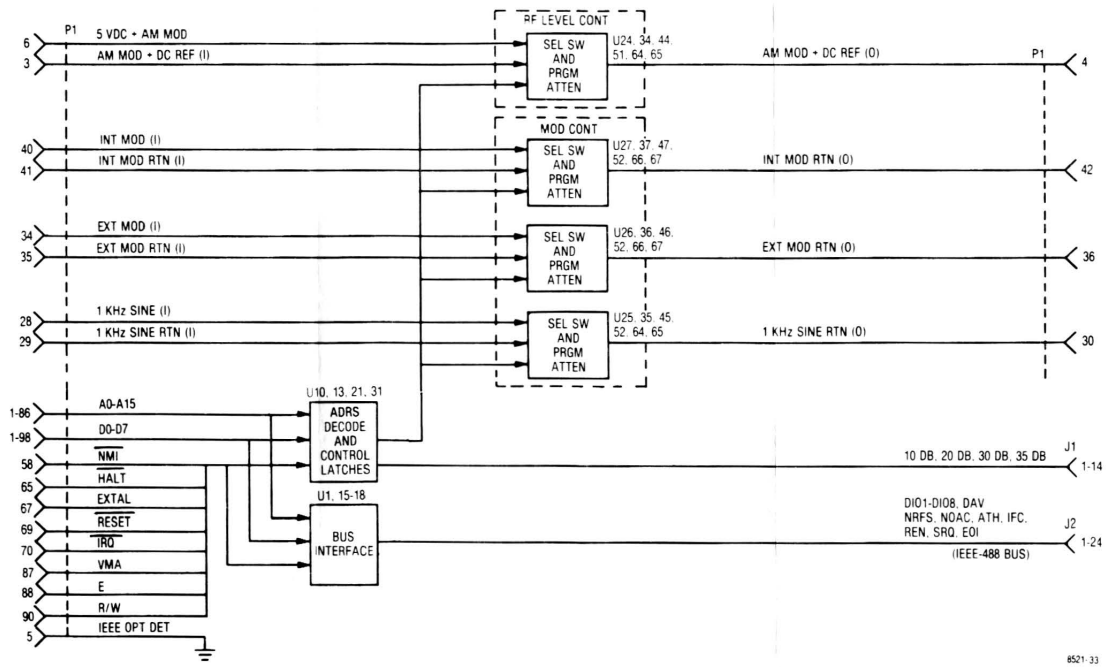 RF LEVEL CONT
P1
6 5 VDC + AM MOD
3 AM MOD + DC REF (I)
SEL SW
AND
PRGM
ATTEN
U24, 34, 44,
51, 64, 65
AM MOD + DC REF (O)
P1
4
MOD CONT
40 INT MOD (I)
41 INT MOD RTN (I)
SEL SW
AND
PRGM
ATTEN
U27, 37, 47,
52, 66, 67
INT MOD RTN (O)
42
34 EXT MOD (I)
35 EXT MOD RTN (I)
SEL SW
AND
PRGM
ATTEN
U26, 36, 46,
52, 66, 67
EXT MOD RTN (O)
36
28 1 KHz SINE (I)
29 1 KHz SINE RTN (I)
SEL SW
AND
PRGM
ATTEN
U25, 35, 45,
52, 64, 65
1 KHz SINE RTN (O)
30
U10, 13, 21, 31
1-86 A0-A15
1-98 D0-D7
58 NMI
65 HALT
67 EXTAL
69 RESET
70 IRQ
87 VMA
88 E
90 R/W
5 IEEE OPT DET
ADRS
DECODE
AND
CONTROL
LATCHES
10 DB, 20 DB, 30 DB, 35 DB
J1
1-14
U1, 15-18
BUS
INTERFACE
DIO1-DIO8, DAV
NRFS, NOAC, ATH, IFC,
REN, SRQ, EOI
(IEEE-488 BUS)
J2
1-24
8521-33